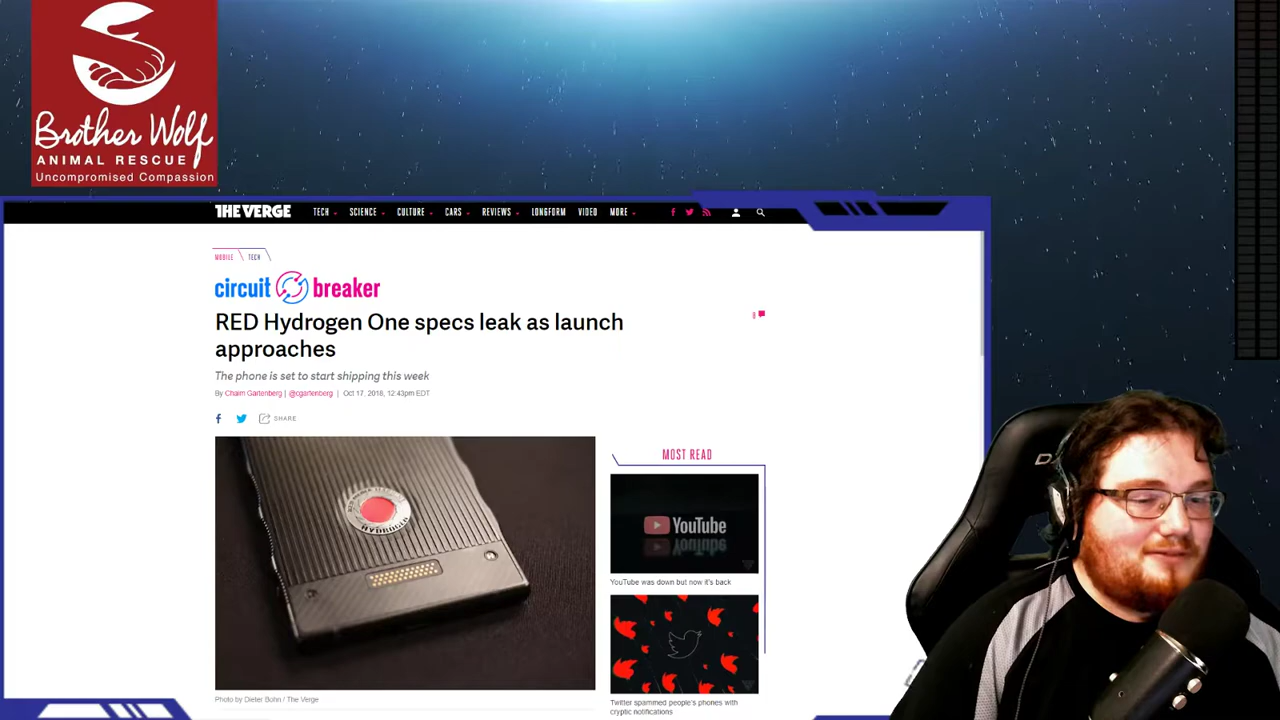 Brother Wolf
ANIMAL RESCUE
Uncompromised Compassion
THE VERGE
TECH
SCIENCE
CULTURE
CARS
REVIEWS
LONGFORM
VIDEO
MORE
MOBILE
TECH
circuit breaker
RED Hydrogen One specs leak as launch
approaches
The phone is set to start shipping this week
By Chaim Gartenberg | @cgartenberg | Oct 17, 2018, 12:43pm EDT
SHARE
HYDROGEN
Photo by Dieter Bohn / The Verge
MOST READ
YouTube
YouTube was down but now it's back
Twitter spammed people's phones with
cryptic notifications